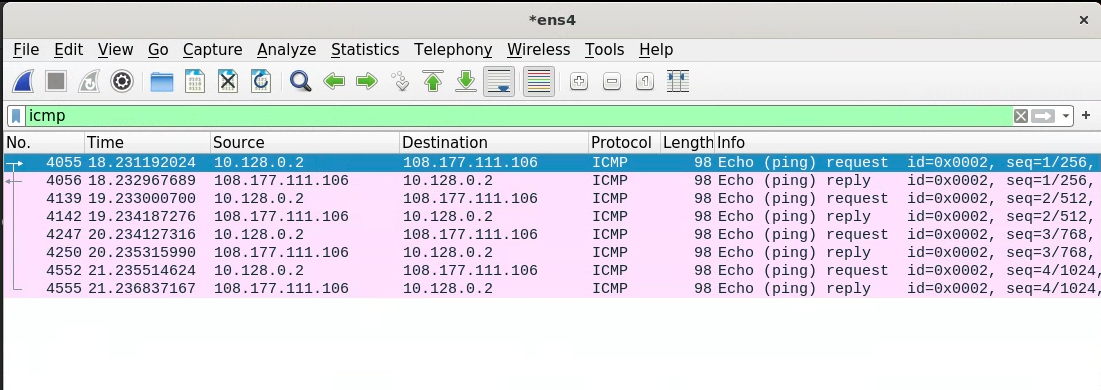 *ens4 ×
File Edit View Go Capture Analyze Statistics Telephony Wireless Tools Help
icmp
No. Time Source Destination Protocol Length Info
4055 18.231192024 10.128.0.2 108.177.111.106 ICMP 98 Echo (ping) request id=0x0002, seq=1/256,
4056 18.232967689 108.177.111.106 10.128.0.2 ICMP 98 Echo (ping) reply id=0x0002, seq=1/256,
4139 19.233000700 10.128.0.2 108.177.111.106 ICMP 98 Echo (ping) request id=0x0002, seq=2/512,
4142 19.234187276 108.177.111.106 10.128.0.2 ICMP 98 Echo (ping) reply id=0x0002, seq=2/512,
4247 20.234127316 10.128.0.2 108.177.111.106 ICMP 98 Echo (ping) request id=0x0002, seq=3/768,
4250 20.235315990 108.177.111.106 10.128.0.2 ICMP 98 Echo (ping) reply id=0x0002, seq=3/768,
4552 21.235514624 10.128.0.2 108.177.111.106 ICMP 98 Echo (ping) request id=0x0002, seq=4/1024,
4555 21.236837167 108.177.111.106 10.128.0.2 ICMP 98 Echo (ping) reply id=0x0002, seq=4/1024,